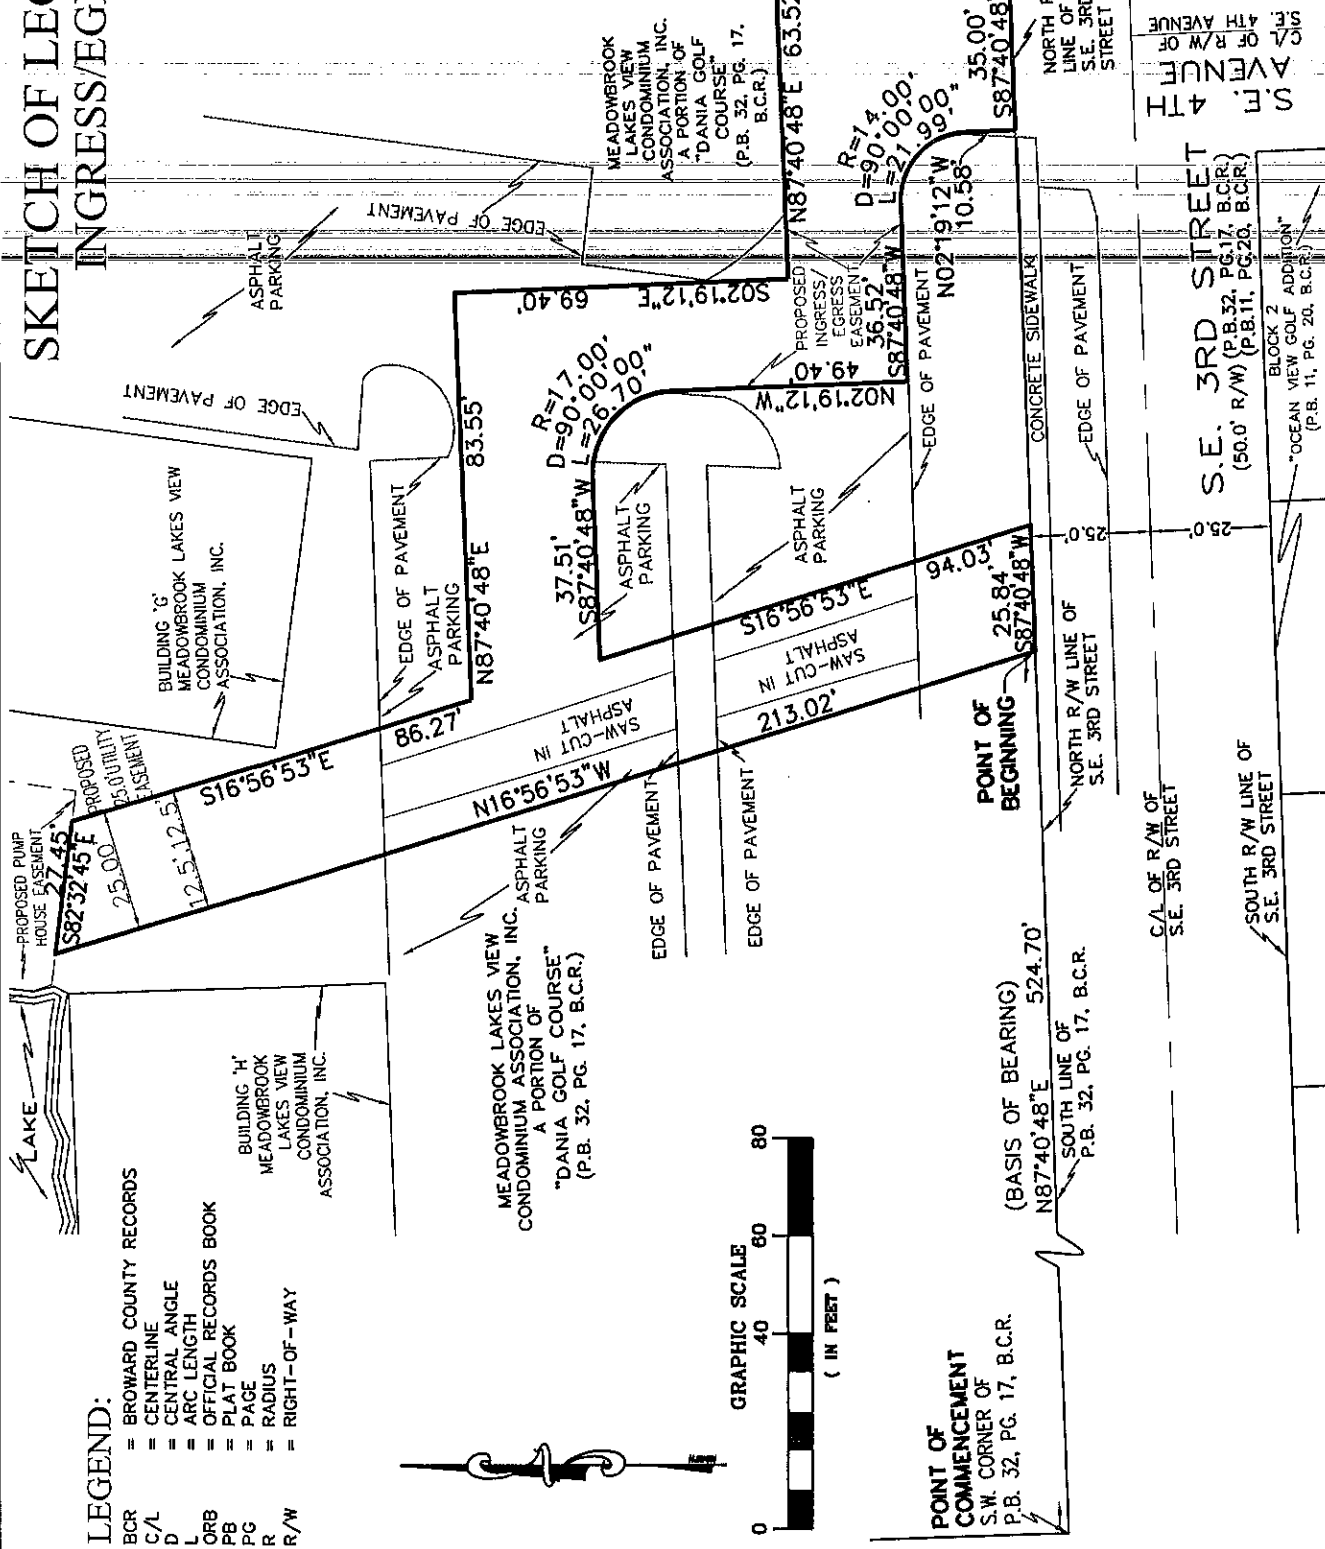 SKETCH OF LEG
INGRESS/EG
LEGEND:
BCR = BROWARD COUNTY RECORDS
C/L = CENTERLINE
D = CENTRAL ANGLE
L = ARC LENGTH
ORB = OFFICIAL RECORDS BOOK
PB = PLAT BOOK
PG = PAGE
R = RADIUS
R/W = RIGHT-OF-WAY
LAKE
PROPOSED PUMP
HOUSE EASEMENT
27.45'
S82°32'45"E
PROPOSED
25.0'UTILITY
EASEMENT
25.00'
12.5' 12.5'
BUILDING 'H'
MEADOWBROOK
LAKES VIEW
CONDOMINIUM
ASSOCIATION, INC.
BUILDING 'G'
MEADOWBROOK LAKES VIEW
CONDOMINIUM
ASSOCIATION, INC.
EDGE OF PAVEMENT
ASPHALT
PARKING
EDGE OF PAVEMENT
MEADOWBROOK
LAKES VIEW
CONDOMINIUM
ASSOCIATION, INC.
A PORTION OF
"DANIA GOLF
COURSE"
(P.B. 32, PG. 17,
B.C.R.)
S16°56'53"E
86.27'
EDGE OF PAVEMENT
ASPHALT
PARKING
N87°40'48"E
83.55'
69.40'
S02°19'12"E
N87°40'48"E 63.52
N16°56'53"W
213.02'
SAW-CUT IN
ASPHALT
ASPHALT
PARKING
MEADOWBROOK LAKES VIEW
CONDOMINIUM ASSOCIATION, INC.
A PORTION OF
"DANIA GOLF COURSE"
(P.B. 32, PG. 17, B.C.R.)
R=17.00'
D=90°00'00"
L=26.70'
37.51'
S87°40'48"W
ASPHALT
PARKING
N02°19'12"W
49.40'
PROPOSED
INGRESS/
EGRESS
EASEMENT
36.52'
S87°40'48"W
R=14.00'
D=90°00'00"
L=21.99'
N02°19'12"W
10.58'
35.00'
S87°40'48"
EDGE OF PAVEMENT
EDGE OF PAVEMENT
ASPHALT
PARKING
SAW-CUT IN
ASPHALT
S16°56'53"E
94.03'
25.84'
S87°40'48"W
EDGE OF PAVEMENT
CONCRETE SIDEWALK
EDGE OF PAVEMENT
POINT OF
BEGINNING
NORTH R/W LINE OF
S.E. 3RD STREET
25.0'
25.0'
C/L OF R/W OF
S.E. 3RD STREET
SOUTH R/W LINE OF
S.E. 3RD STREET
S.E. 3RD STREET
(50.0' R/W) (P.B.32, PG.17, B.C.R.)
(P.B.11, PG.20, B.C.R.)
BLOCK 2
"OCEAN VIEW GOLF ADDITION"
(P.B. 11, PG. 20, B.C.R.)
LINE OF
S.E. 3RD
STREET
S.E. 4TH
AVENUE
C/L OF R/W OF
S.E. 4TH AVENUE
(BASIS OF BEARING)
N87°40'48"E 524.70'
SOUTH LINE OF
P.B. 32, PG. 17, B.C.R.
GRAPHIC SCALE
0 40 60 80
( IN FEET )
POINT OF
COMMENCEMENT
S.W. CORNER OF
P.B. 32, PG. 17, B.C.R.